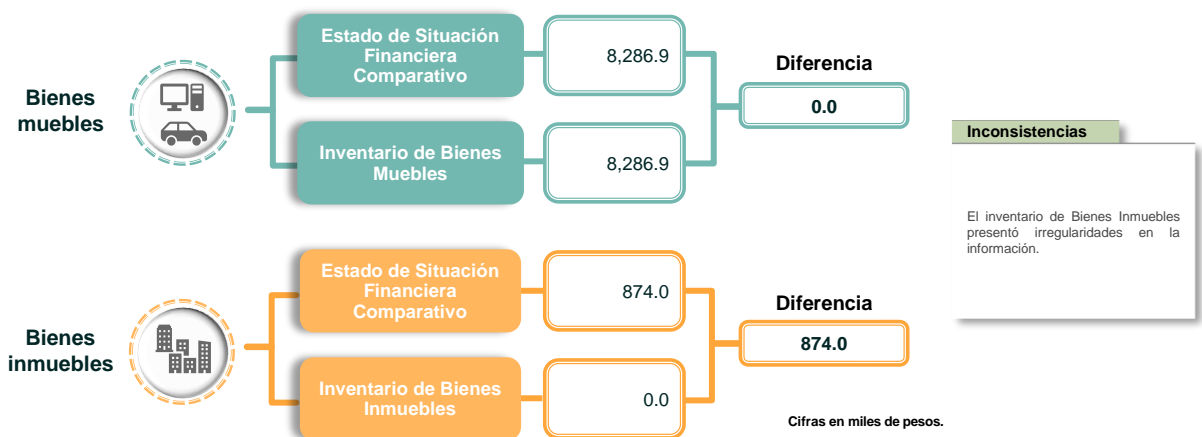 Bienes
muebles
Estado de Situación
Financiera
Comparativo
8,286.9
Inventario de Bienes
Muebles
8,286.9
Diferencia
0.0
Inconsistencias
El inventario de Bienes Inmuebles
presentó irregularidades en la
información.
Bienes
inmuebles
Estado de Situación
Financiera
Comparativo
874.0
Inventario de Bienes
Inmuebles
0.0
Diferencia
874.0
Cifras en miles de pesos.